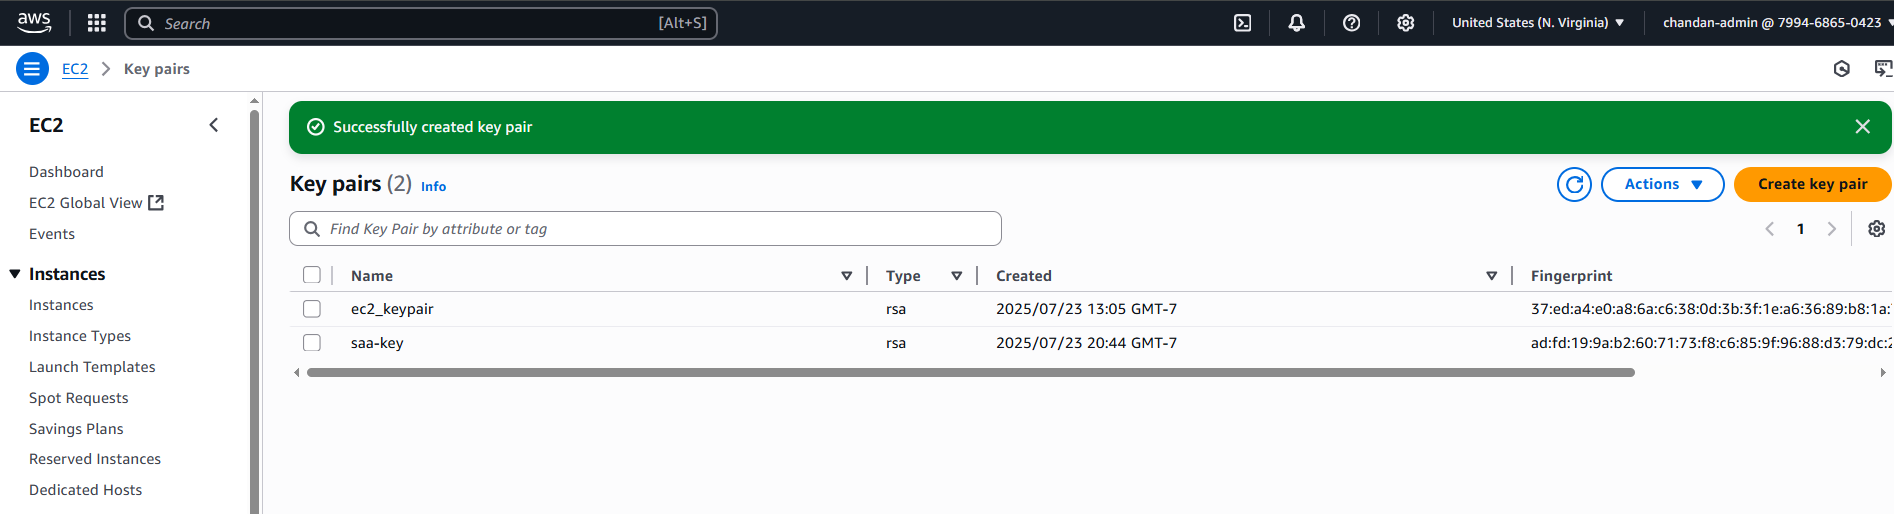 aws Search [Alt+S] United States (N. Virginia) chandan-admin @ 7994-6865-0423
EC2 Key pairs
EC2
Dashboard
EC2 Global View
Events
Instances
Instances
Instance Types
Launch Templates
Spot Requests
Savings Plans
Reserved Instances
Dedicated Hosts
Successfully created key pair
Key pairs (2) Info Actions Create key pair
Find Key Pair by attribute or tag 1
Name Type Created Fingerprint
ec2_keypair rsa 2025/07/23 13:05 GMT-7 37:ed:a4:e0:a8:6a:c6:38:0d:3b:3f:1e:a6:36:89:b8:1a:
saa-key rsa 2025/07/23 20:44 GMT-7 ad:fd:19:9a:b2:60:71:73:f8:c6:85:9f:96:88:d3:79:dc: